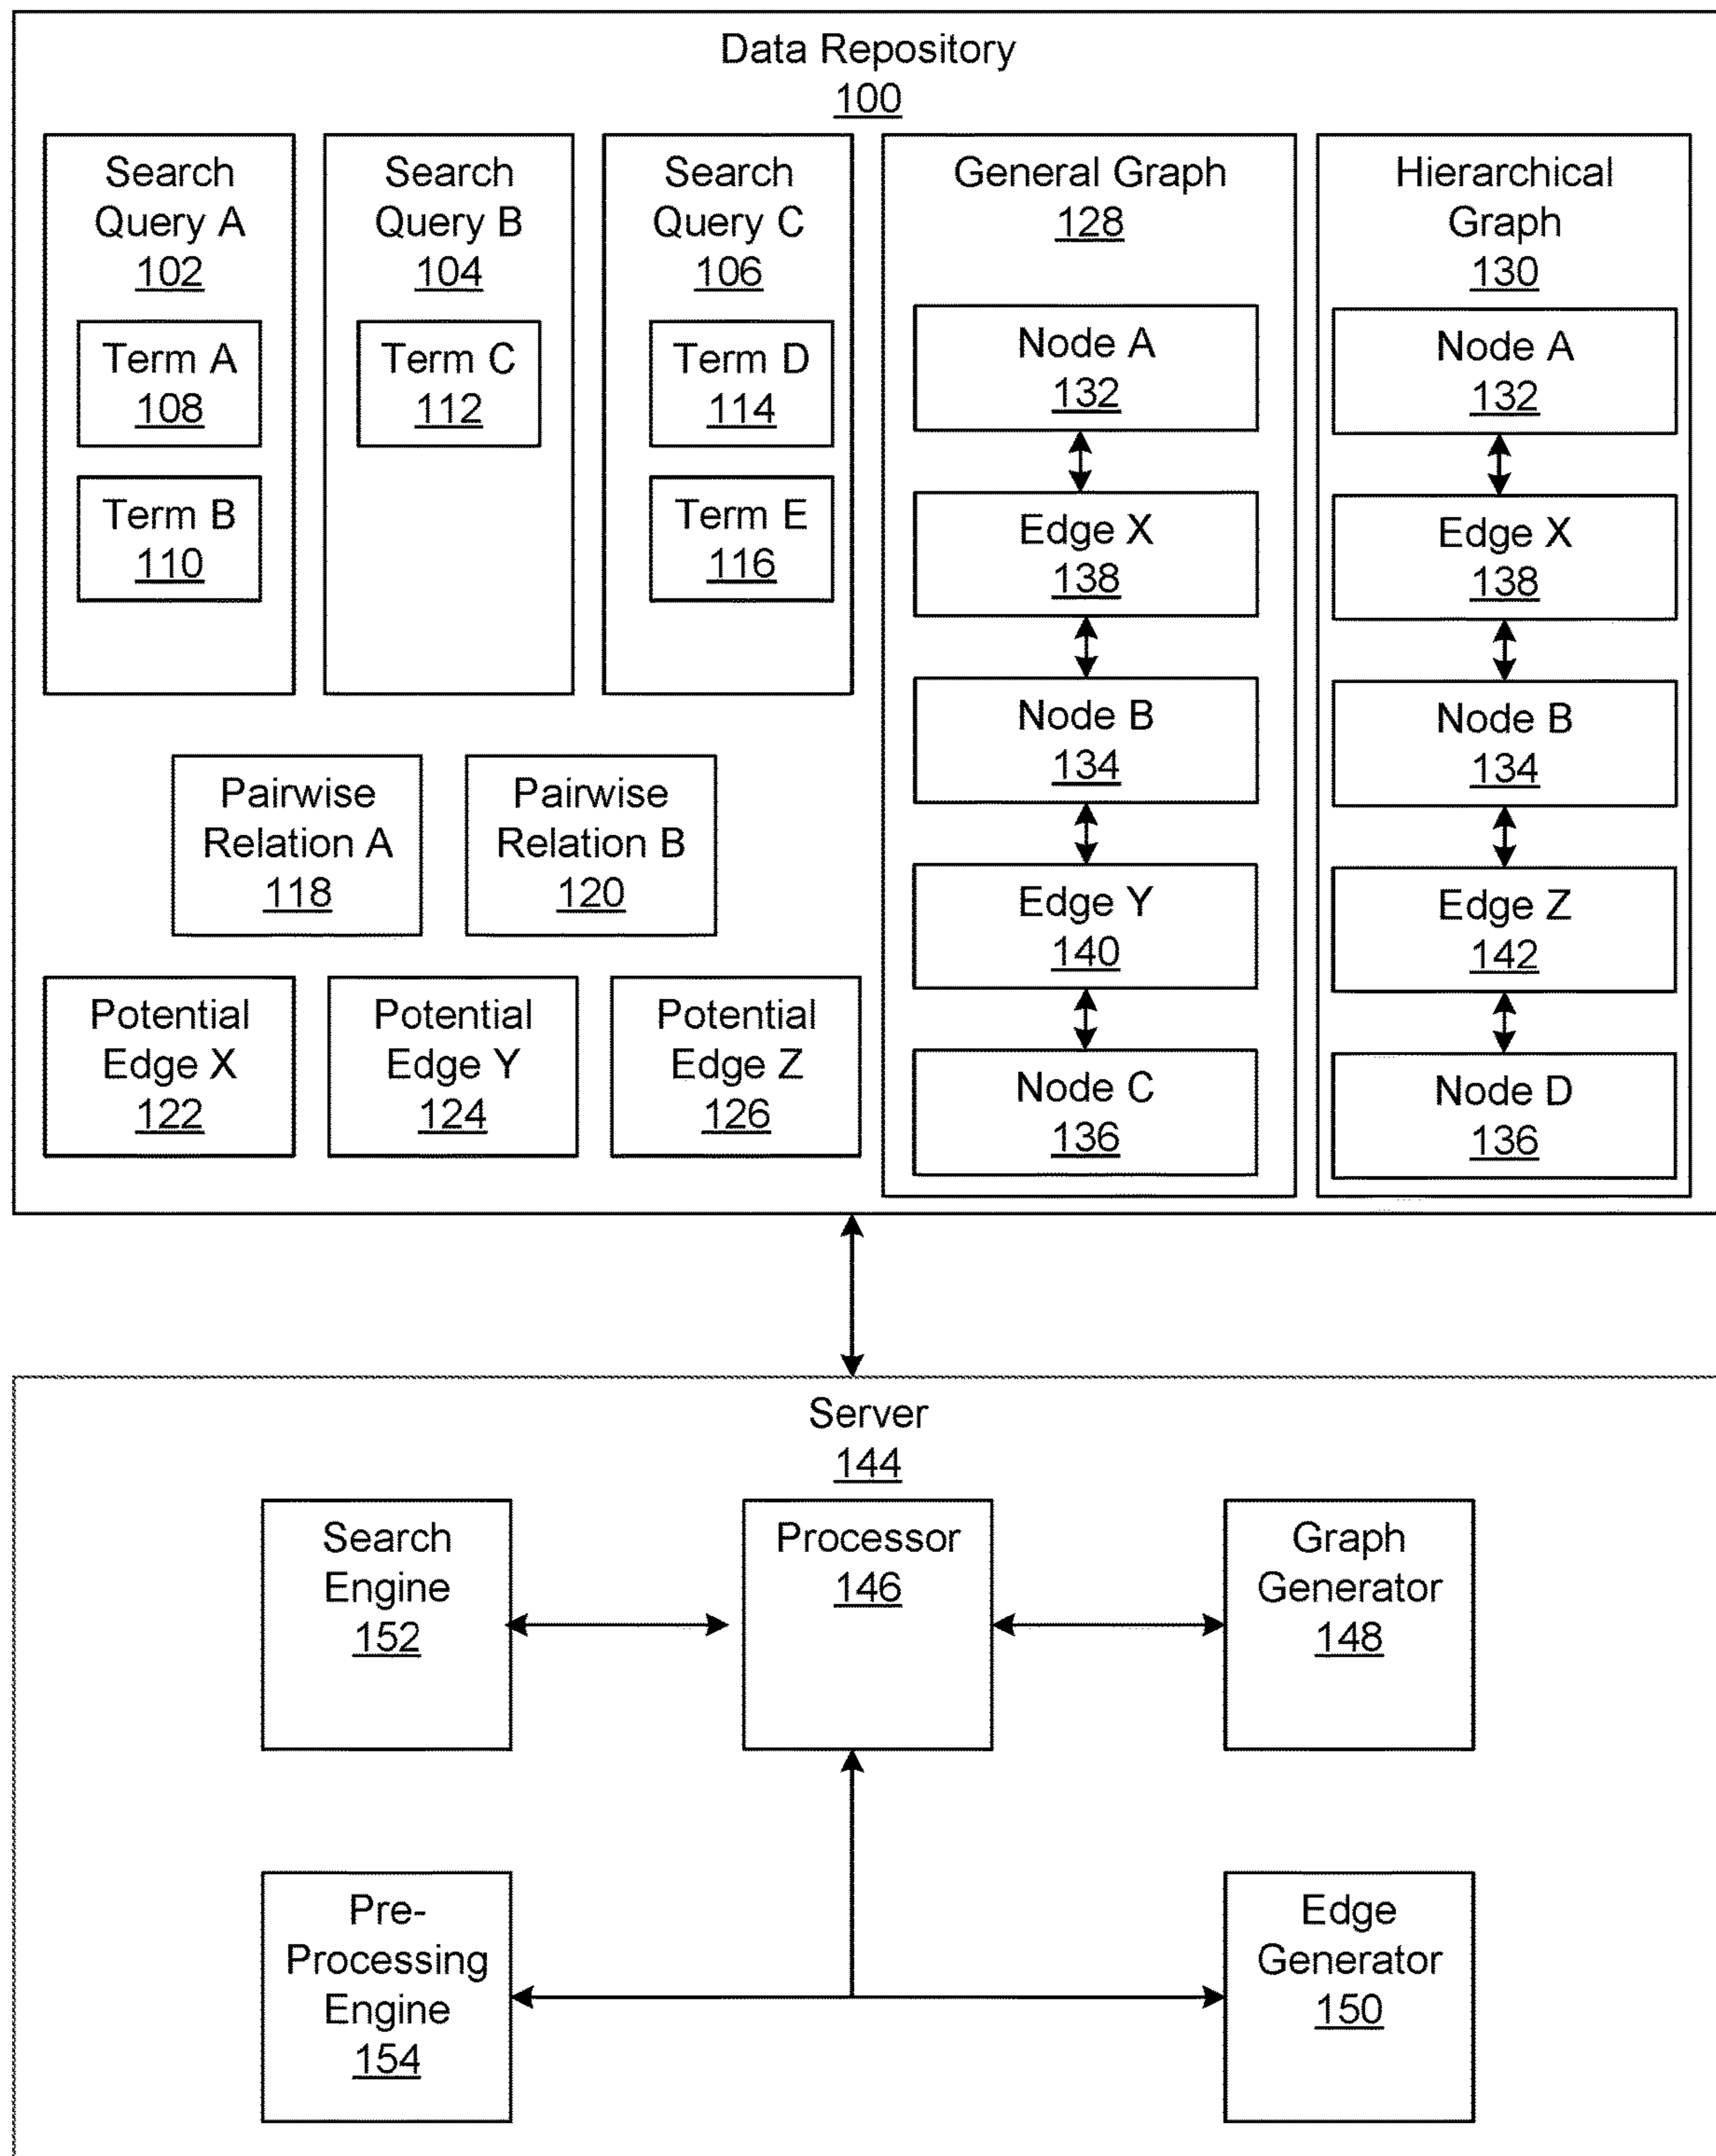 Data Repository
100
Search
Query A
102
Term A
108
Term B
110
Search
Query B
104
Term C
112
Search
Query C
106
Term D
114
Term E
116
Pairwise
Relation A
118
Pairwise
Relation B
120
Potential
Edge X
122
Potential
Edge Y
124
Potential
Edge Z
126
General Graph
128
Node A
132
Edge X
138
Node B
134
Edge Y
140
Node C
136
Hierarchical
Graph
130
Node A
132
Edge X
138
Node B
134
Edge Z
142
Node D
136
Server
144
Search
Engine
152
Processor
146
Graph
Generator
148
Pre-
Processing
Engine
154
Edge
Generator
150